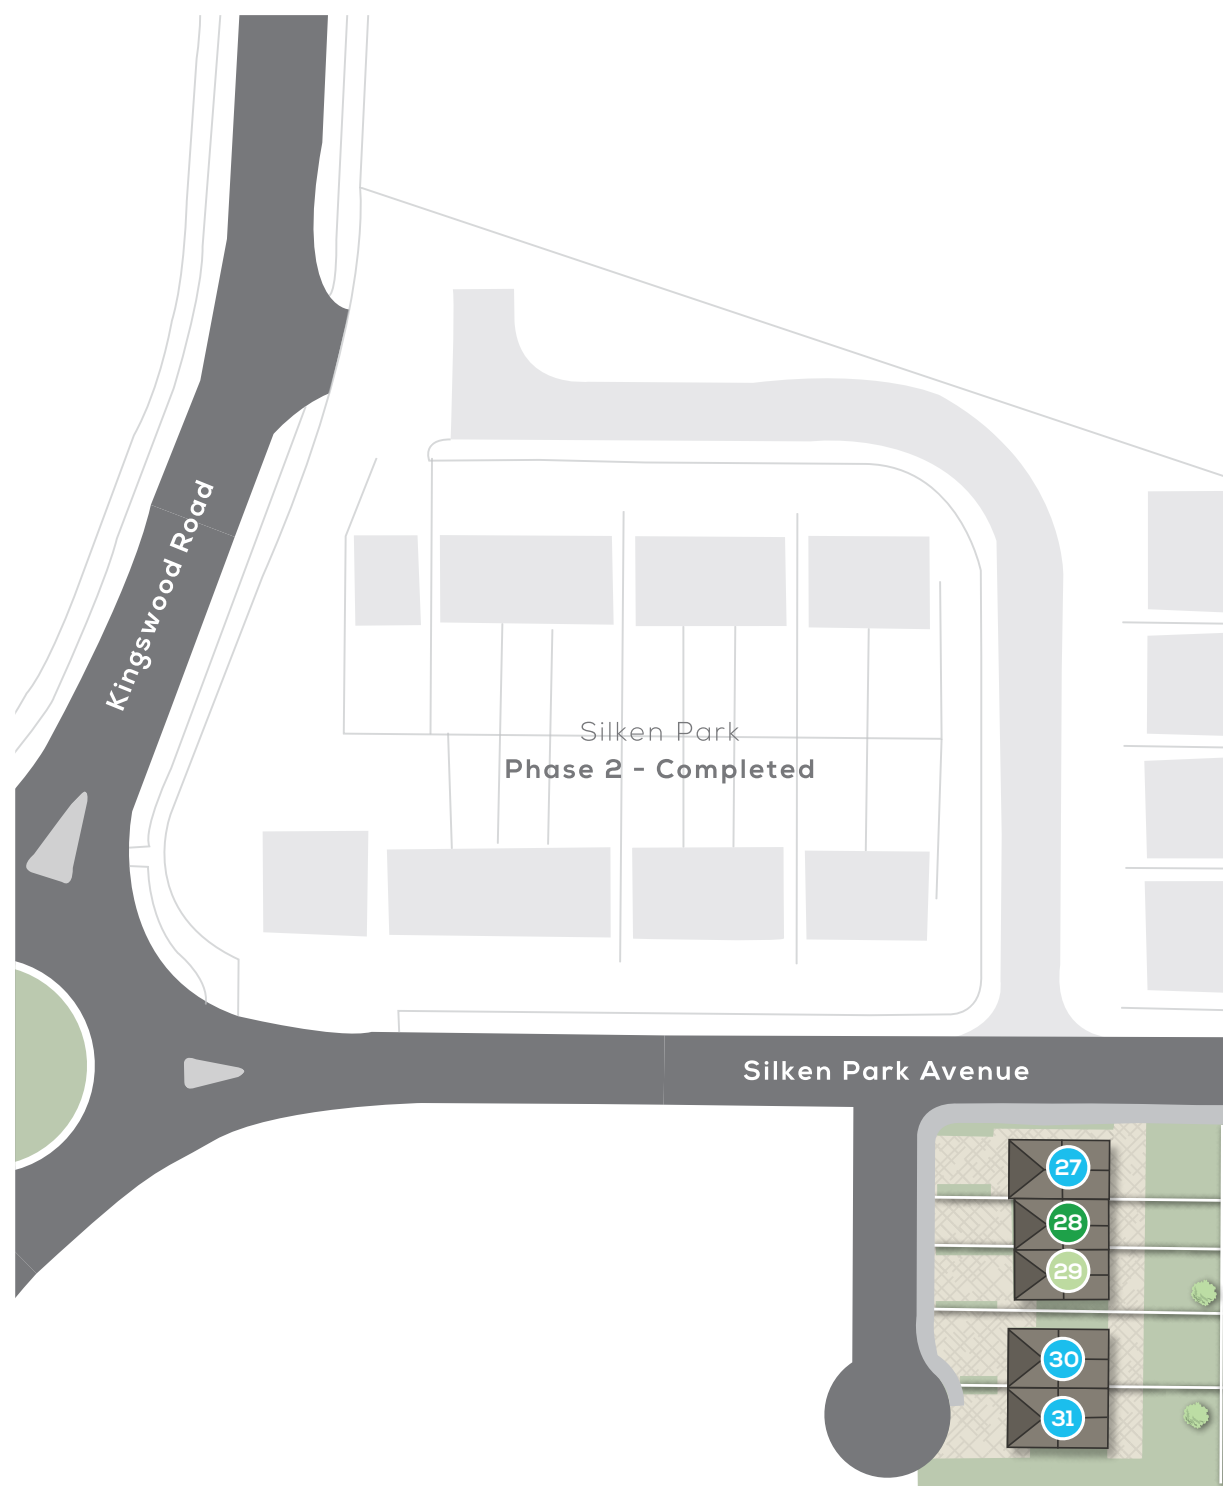 Kingswood Road
Silken Park
Phase 2 - Completed
Silken Park Avenue
27
28
29
30
31